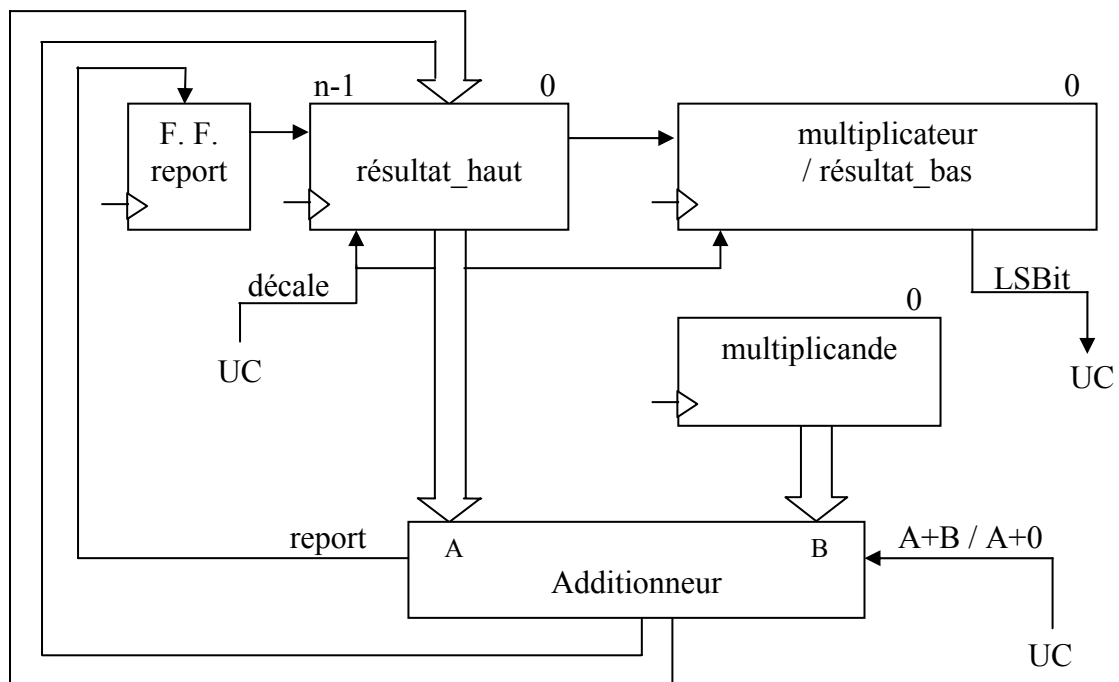 n-1
0
0
F. F.
report
résultat_haut
multiplicateur
/ résultat_bas
décale
LSBit
0
UC
multiplicande
UC
report
A
B
A+B / A+0
Additionneur
UC